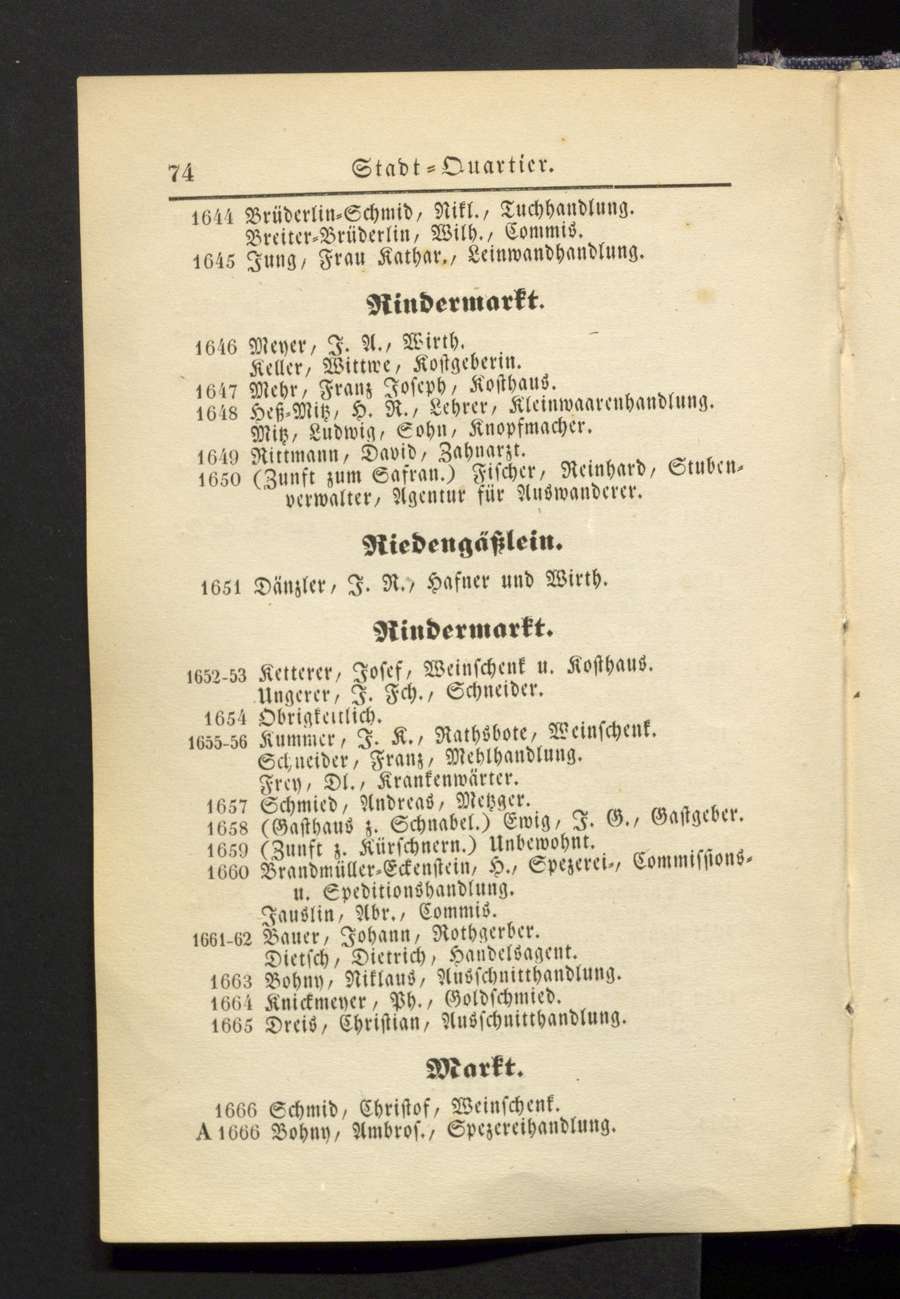 74 Stadt=Quartier.
1644 Brüderlin=Schmid, Nikl., Tuchhandlung.
Breiter=Brüderlin, Wilh., Commis.
1645 Jung, Frau Kathar., Leinwandhandlung.
Rindermarkt.
1646 Meyer, J. A., Wirth.
Keller, Wittwe, Kostgeberin.
1647 Mehr, Franz Joseph, Kosthaus.
1648 Heß=Mitz, H. R., Lehrer, Kleinwaarenhandlung.
Mitz, Ludwig, Sohn, Knopfmacher.
1649 Rittmann, David, Zahnarzt.
1650 (Zunft zum Safran.) Fischer, Reinhard, Stuben=
verwalter, Agentur für Auswanderer.
Riedengäßlein.
1651 Dänzler, J. R., Hafner und Wirth.
Rindermarkt.
1652-53 Ketterer, Josef, Weinschenk u. Kosthaus.
Ungerer, J. Fch., Schneider.
1654 Obrigkeitlich.
1655-56 Kummer, J. K., Rathsbote, Weinschenk.
Schneider, Franz, Mehlhandlung.
Frey, Dl., Krankenwärter.
1657 Schmied, Andreas, Metzger.
1658 (Gasthaus z. Schnabel.) Ewig, J. G., Gastgeber.
1659 (Zunft z. Kürschnern.) Unbewohnt.
1660 Brandmüller=Eckenstein, H., Spezerei=, Commissions=
u. Speditionshandlung.
Jauslin, Abr., Commis.
1661-62 Bauer, Johann, Rothgerber.
Dietsch, Dietrich, Handelsagent.
1663 Bohny, Niklaus, Ausschnitthandlung.
1664 Knickmeyer, Ph., Goldschmied.
1665 Dreis, Christian, Ausschnitthandlung.
Markt.
1666 Schmid, Christof, Weinschenk.
A 1666 Bohny, Ambros., Spezereihandlung.